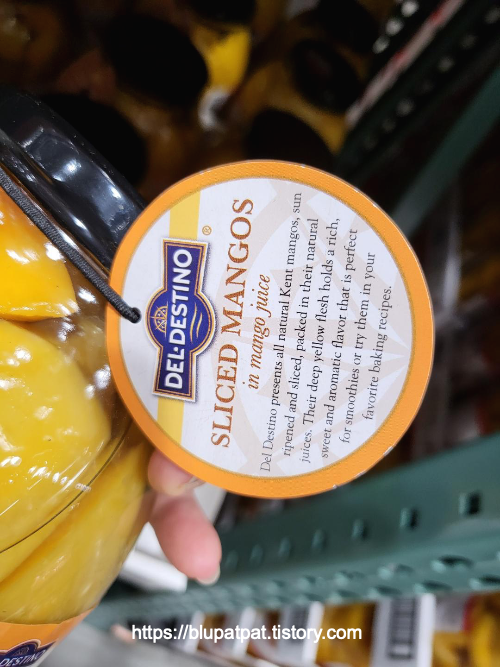 DEL·DESTINO
®
SLICED MANGOS
in mango juice
Del Destino presents all natural Kent mangos, sun
ripened and sliced, packed in their natural
juices. Their deep yellow flesh holds a rich,
sweet and aromatic flavor that is perfect
for smoothies or try them in your
favorite baking recipes.
DESTINO
https://blupatpat.tistory.com